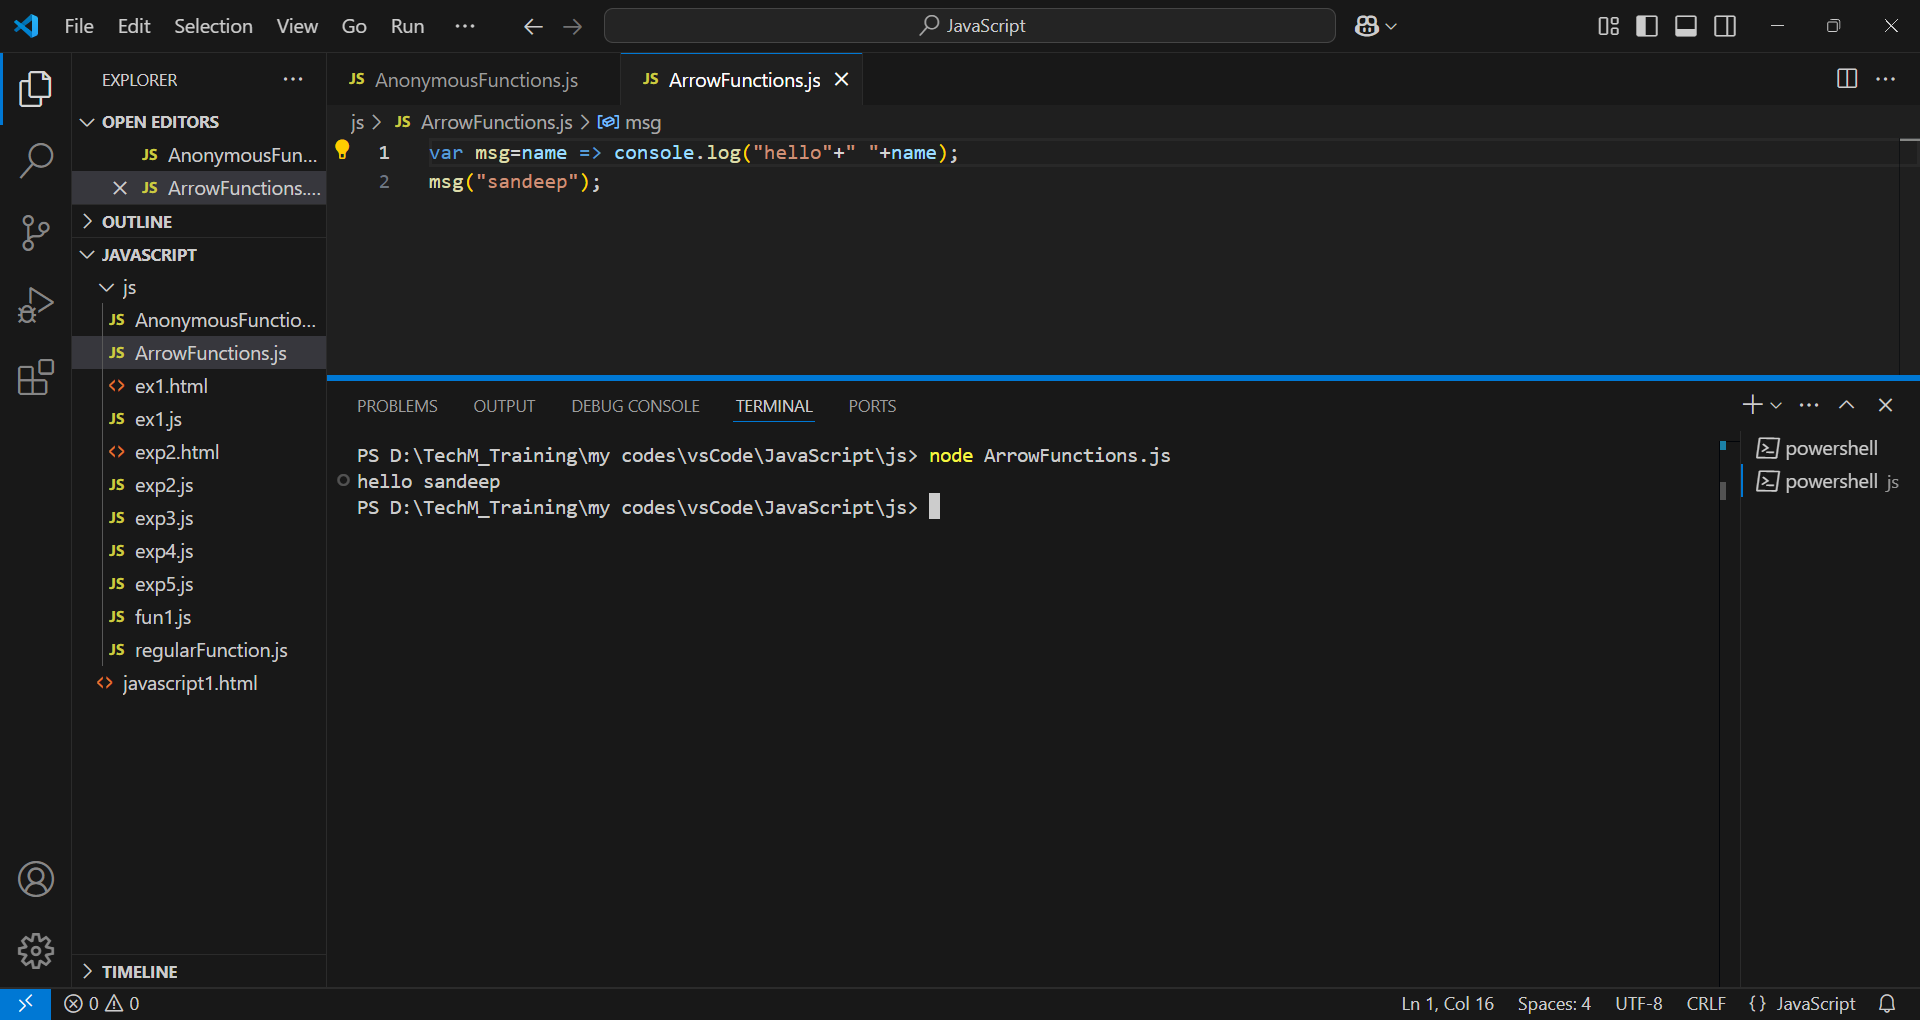 File Edit Selection View Go Run ···
JavaScript
EXPLORER ···
OPEN EDITORS
JS AnonymousFun...
JS ArrowFunctions....
OUTLINE
JAVASCRIPT
js
JS AnonymousFunctio...
JS ArrowFunctions.js
<> ex1.html
JS ex1.js
<> exp2.html
JS exp2.js
JS exp3.js
JS exp4.js
JS exp5.js
JS fun1.js
JS regularFunction.js
<> javascript1.html
TIMELINE
JS AnonymousFunctions.js
JS ArrowFunctions.js
js > JS ArrowFunctions.js > msg
1 var msg=name => console.log("hello"+" "+name);
2 msg("sandeep");
PROBLEMS OUTPUT DEBUG CONSOLE TERMINAL PORTS
PS D:\TechM_Training\my codes\vsCode\JavaScript\js> node ArrowFunctions.js
hello sandeep
PS D:\TechM_Training\my codes\vsCode\JavaScript\js>
powershell
powershell js
0 0
Ln 1, Col 16 Spaces: 4 UTF-8 CRLF {} JavaScript